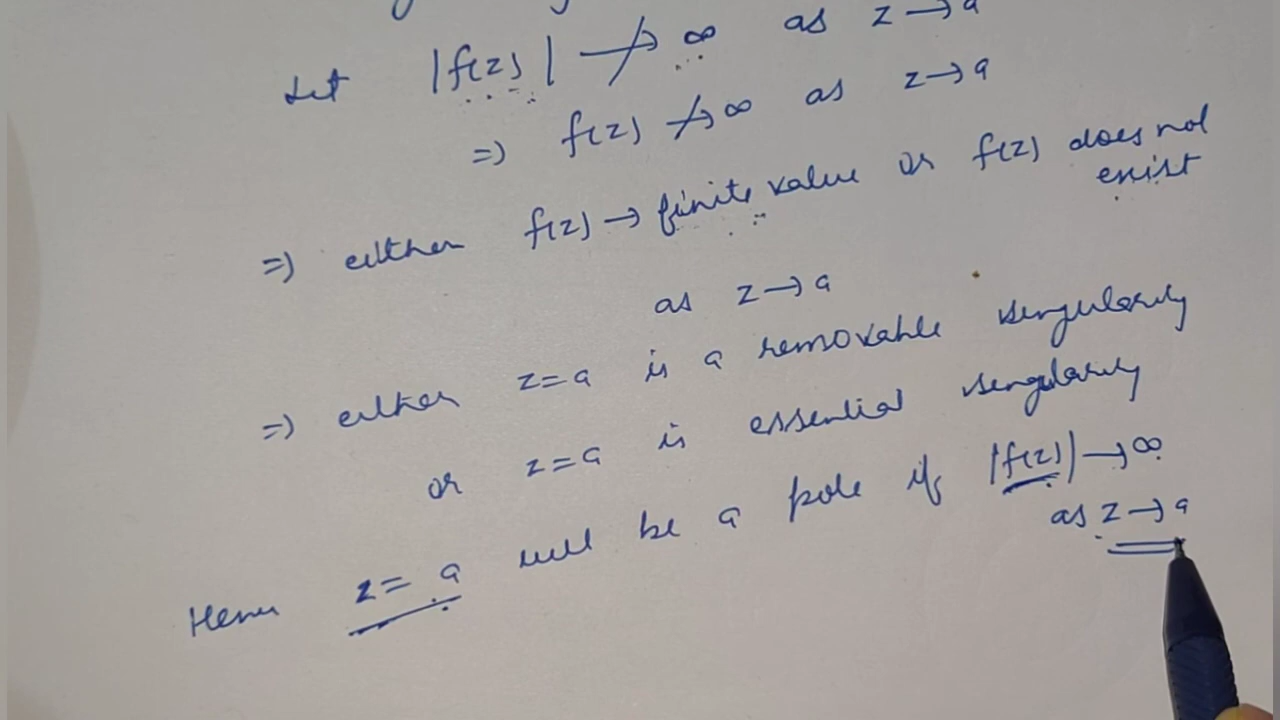 Let |f(z)| ↛ ∞ as z → a
⇒ f(z) ↛ ∞ as z → a
⇒ either f(z) → finite value or f(z) does not exist
as z → a
⇒ either z = a is a removable singularity
or z = a is essential singularity
Hence z = a will be a pole if |f(z)| → ∞
as z → a